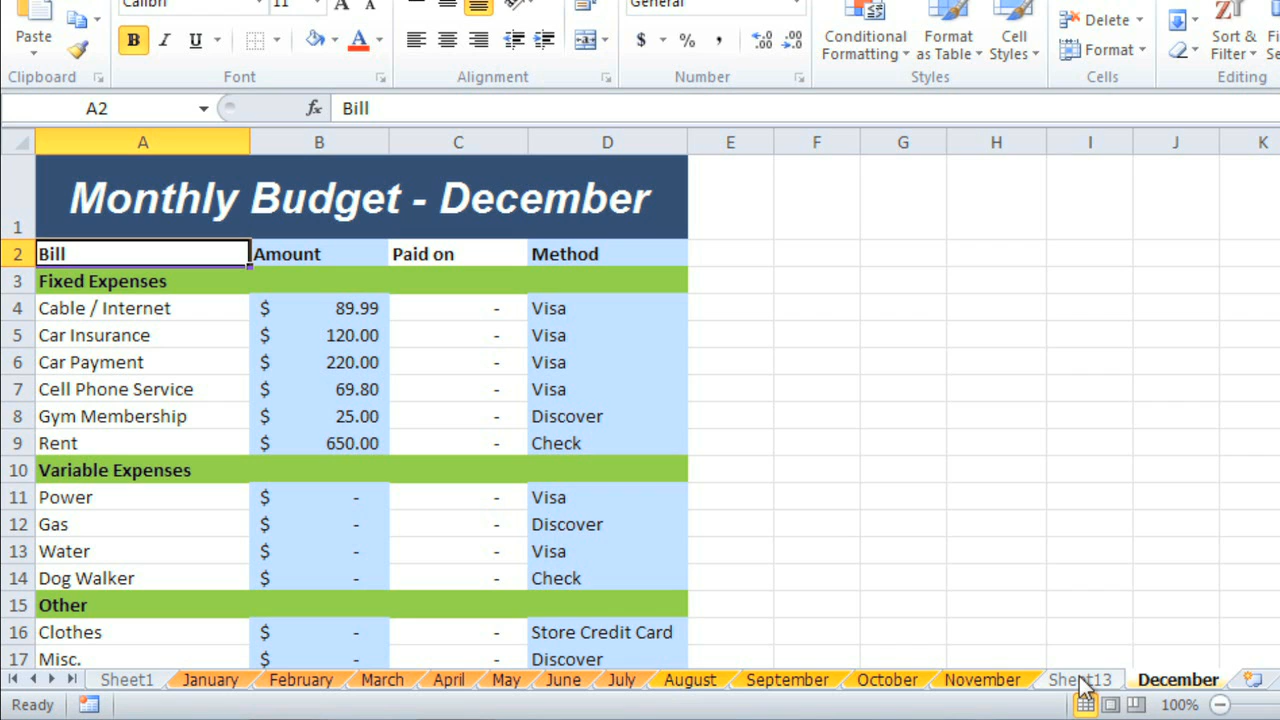 Calibri 11 A A General
Paste B I U A $ % , .00 .0 Conditional Formatting Format as Table Cell Styles Delete Format Sort & Filter
Clipboard Font Alignment Number Styles Cells Editing
A2 fx Bill
A B C D E F G H I J K
1 Monthly Budget - December
2 Bill Amount Paid on Method
3 Fixed Expenses
4 Cable / Internet $ 89.99 - Visa
5 Car Insurance $ 120.00 - Visa
6 Car Payment $ 220.00 - Visa
7 Cell Phone Service $ 69.80 - Visa
8 Gym Membership $ 25.00 - Discover
9 Rent $ 650.00 - Check
10 Variable Expenses
11 Power $ - - Visa
12 Gas $ - - Discover
13 Water $ - - Visa
14 Dog Walker $ - - Check
15 Other
16 Clothes $ - - Store Credit Card
17 Misc. $ - - Discover
Sheet1 January February March April May June July August September October November Sheet13 December
Ready 100%